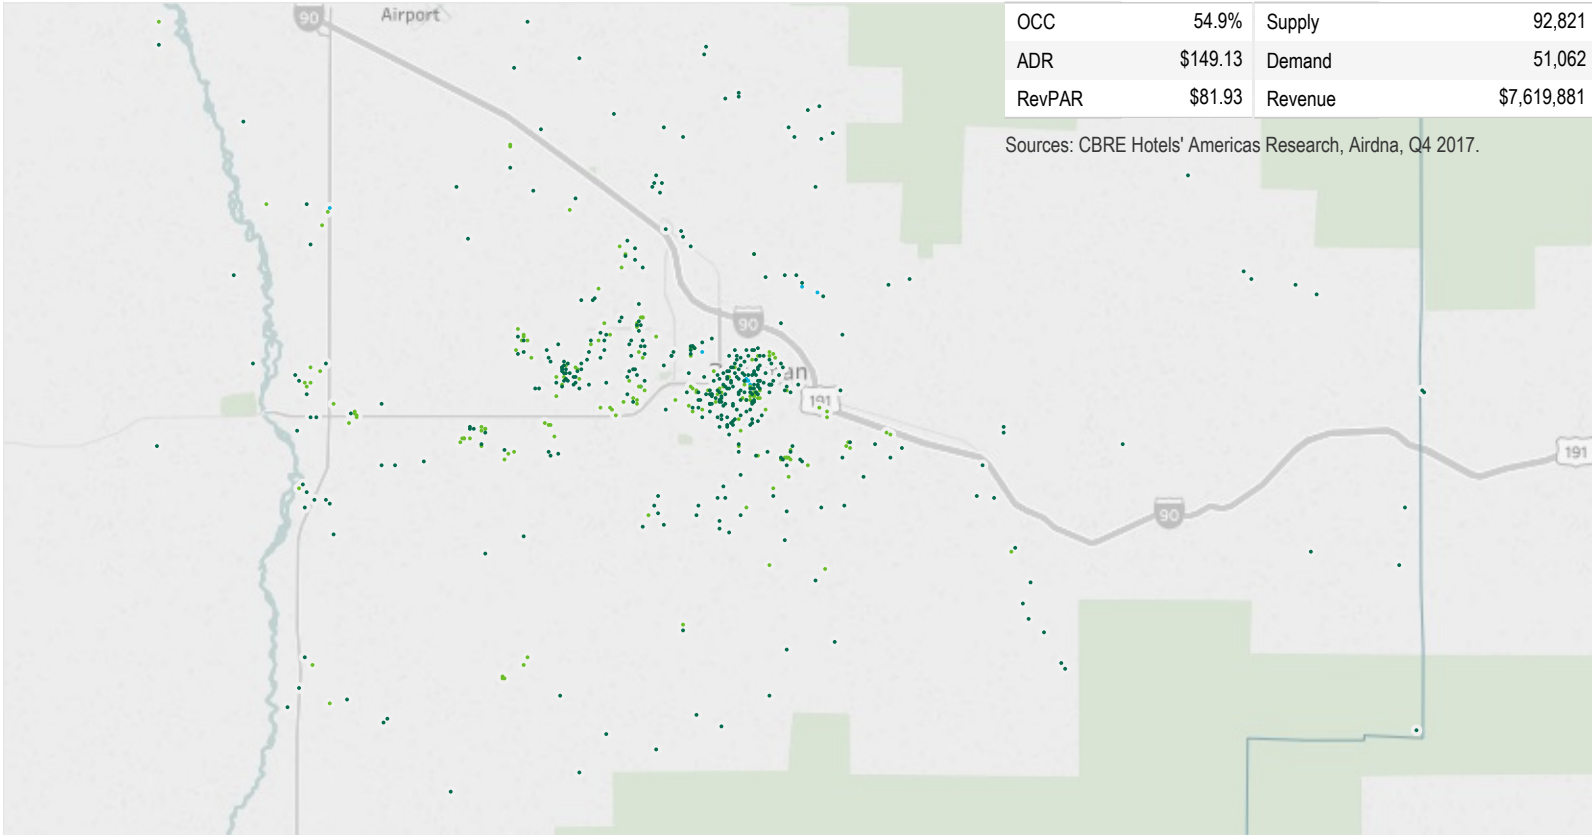 90
Airport
OCC 54.9% Supply 92,821
ADR $149.13 Demand 51,062
RevPAR $81.93 Revenue $7,619,881
Sources: CBRE Hotels' Americas Research, Airdna, Q4 2017.
90
191
191
90